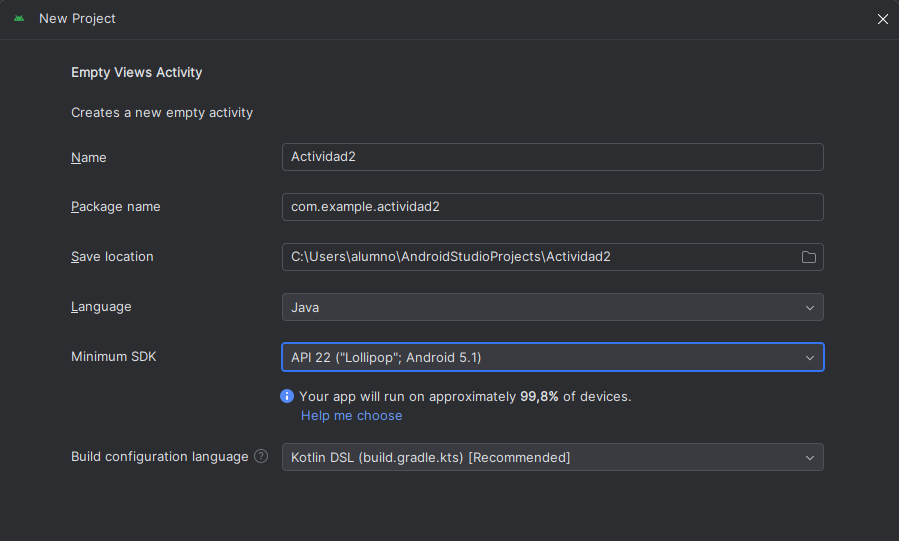 New Project
Empty Views Activity
Creates a new empty activity
Name Actividad2
Package name com.example.actividad2
Save location C:\Users\alumno\AndroidStudioProjects\Actividad2
Language Java
Minimum SDK API 22 ("Lollipop"; Android 5.1)
Your app will run on approximately 99,8% of devices.
Help me choose
Build configuration language ? Kotlin DSL (build.gradle.kts) [Recommended]